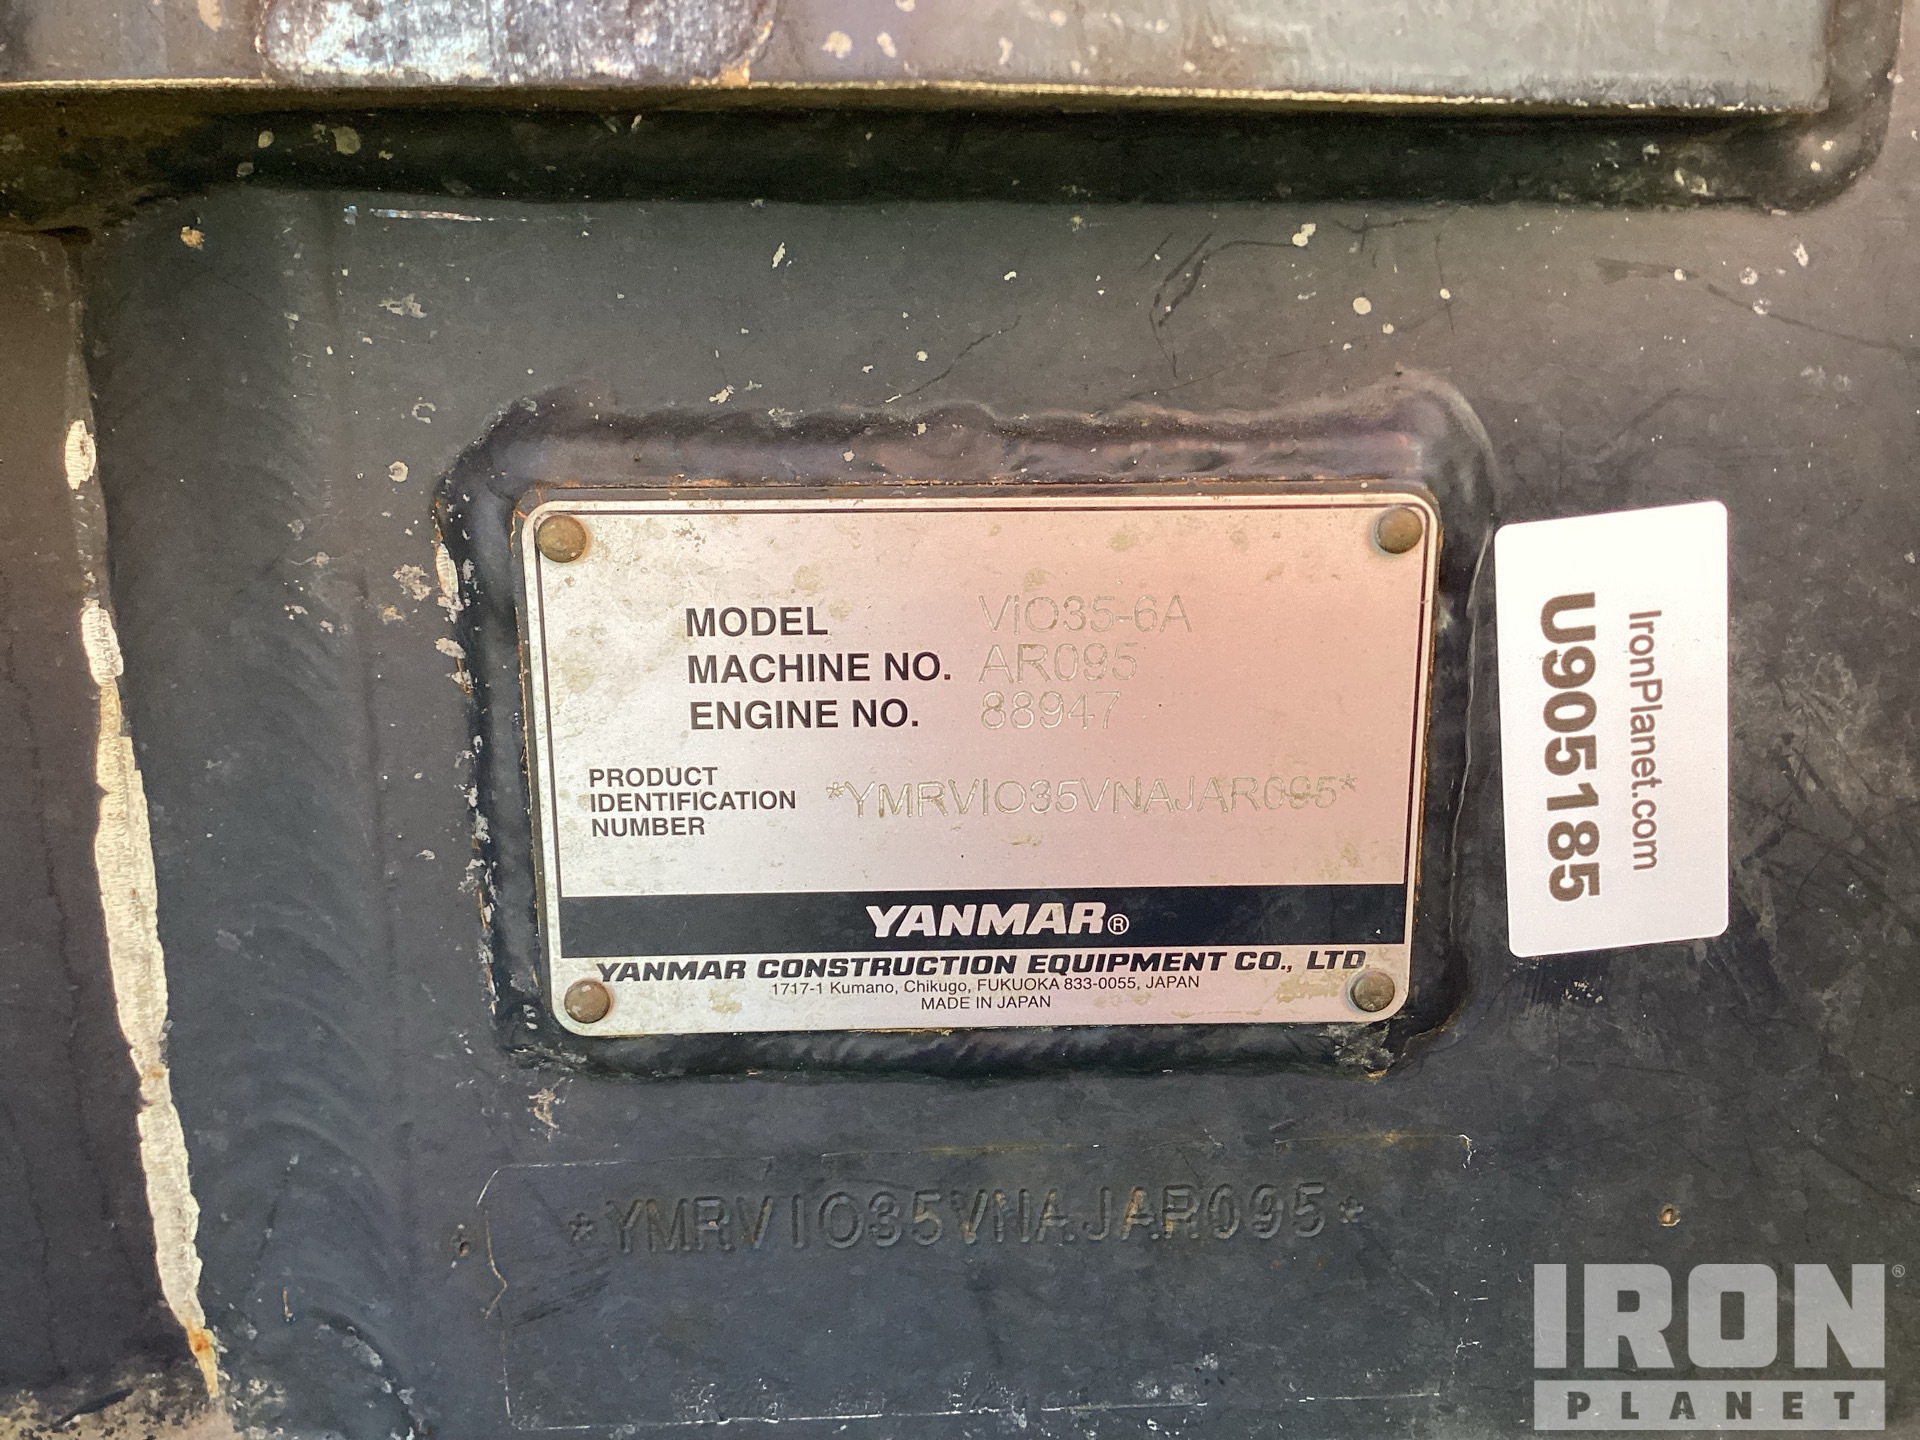 MODEL VIO35-6A
MACHINE NO. AR095
ENGINE NO. 88947
PRODUCT
IDENTIFICATION
NUMBER
*YMRVIO35VNAJAR095*
YANMAR®
YANMAR CONSTRUCTION EQUIPMENT CO., LTD
1717-1 Kumano, Chikugo, FUKUOKA 833-0055, JAPAN
MADE IN JAPAN
IronPlanet.com
U905185
*YMRVIO35VNAJAR095*
IRON®
PLANET